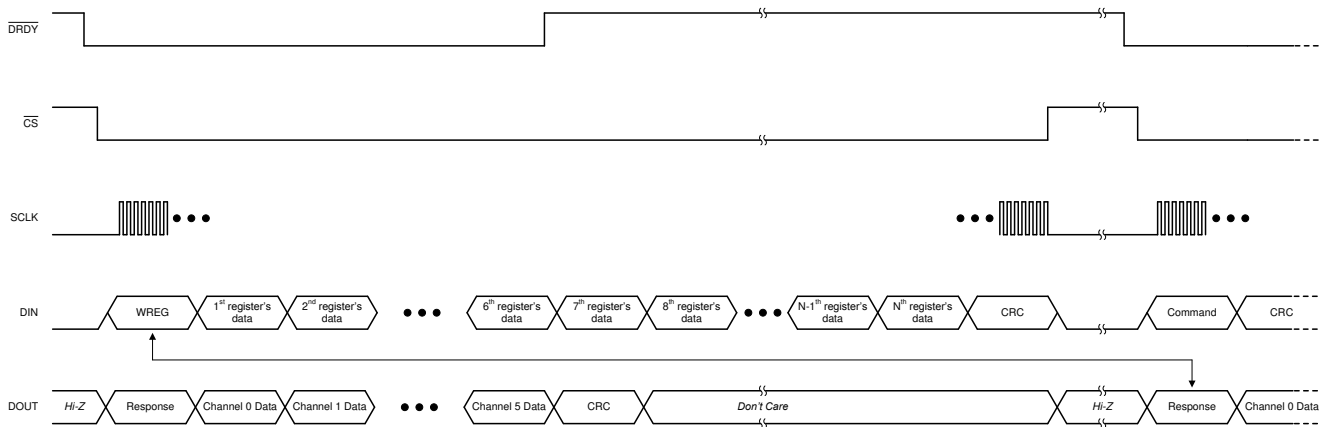 DRDY
CS
SCLK
DIN
WREG
1st register's
data
2nd register's
data
6th register's
data
7th register's
data
8th register's
data
N-1th register's
data
Nth register's
data
CRC
Command
CRC
DOUT
Hi-Z
Response
Channel 0 Data
Channel 1 Data
Channel 5 Data
CRC
Don't Care
Hi-Z
Response
Channel 0 Data